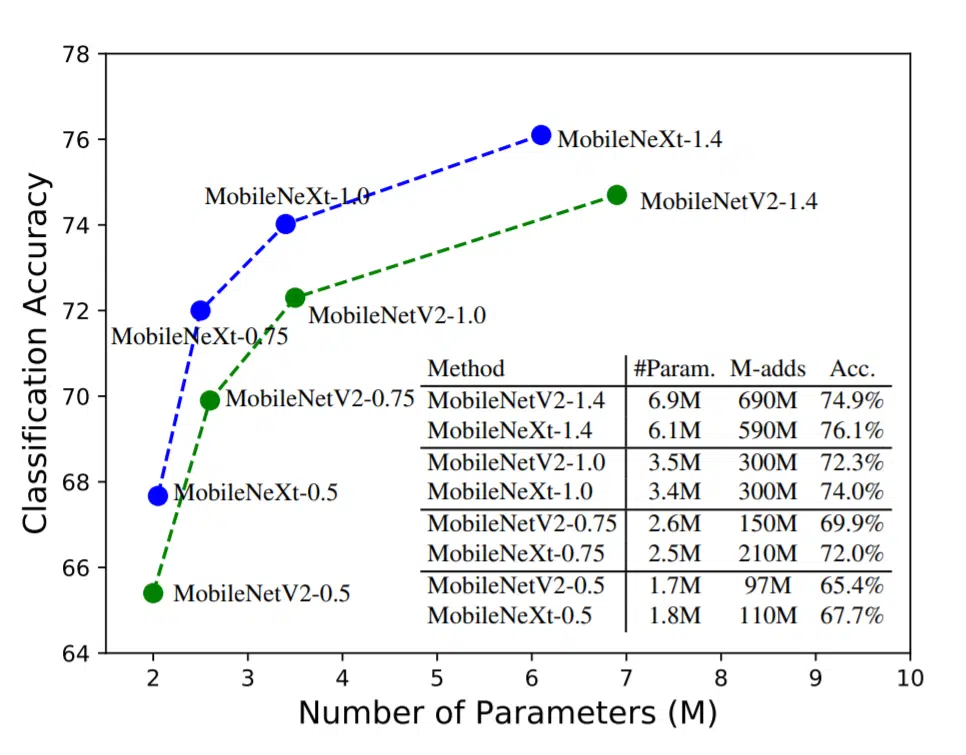 78
76
74
72
70
68
66
64
Classification Accuracy
MobileNeXt-1.4
MobileNeXt-1.0
MobileNetV2-1.4
MobileNetV2-1.0
MobileNeXt-0.75
MobileNetV2-0.75
MobileNeXt-0.5
MobileNetV2-0.5
Method #Param. M-adds Acc.
MobileNetV2-1.4 6.9M 690M 74.9%
MobileNeXt-1.4 6.1M 590M 76.1%
MobileNetV2-1.0 3.5M 300M 72.3%
MobileNeXt-1.0 3.4M 300M 74.0%
MobileNetV2-0.75 2.6M 150M 69.9%
MobileNeXt-0.75 2.5M 210M 72.0%
MobileNetV2-0.5 1.7M 97M 65.4%
MobileNeXt-0.5 1.8M 110M 67.7%
2 3 4 5 6 7 8 9 10
Number of Parameters (M)